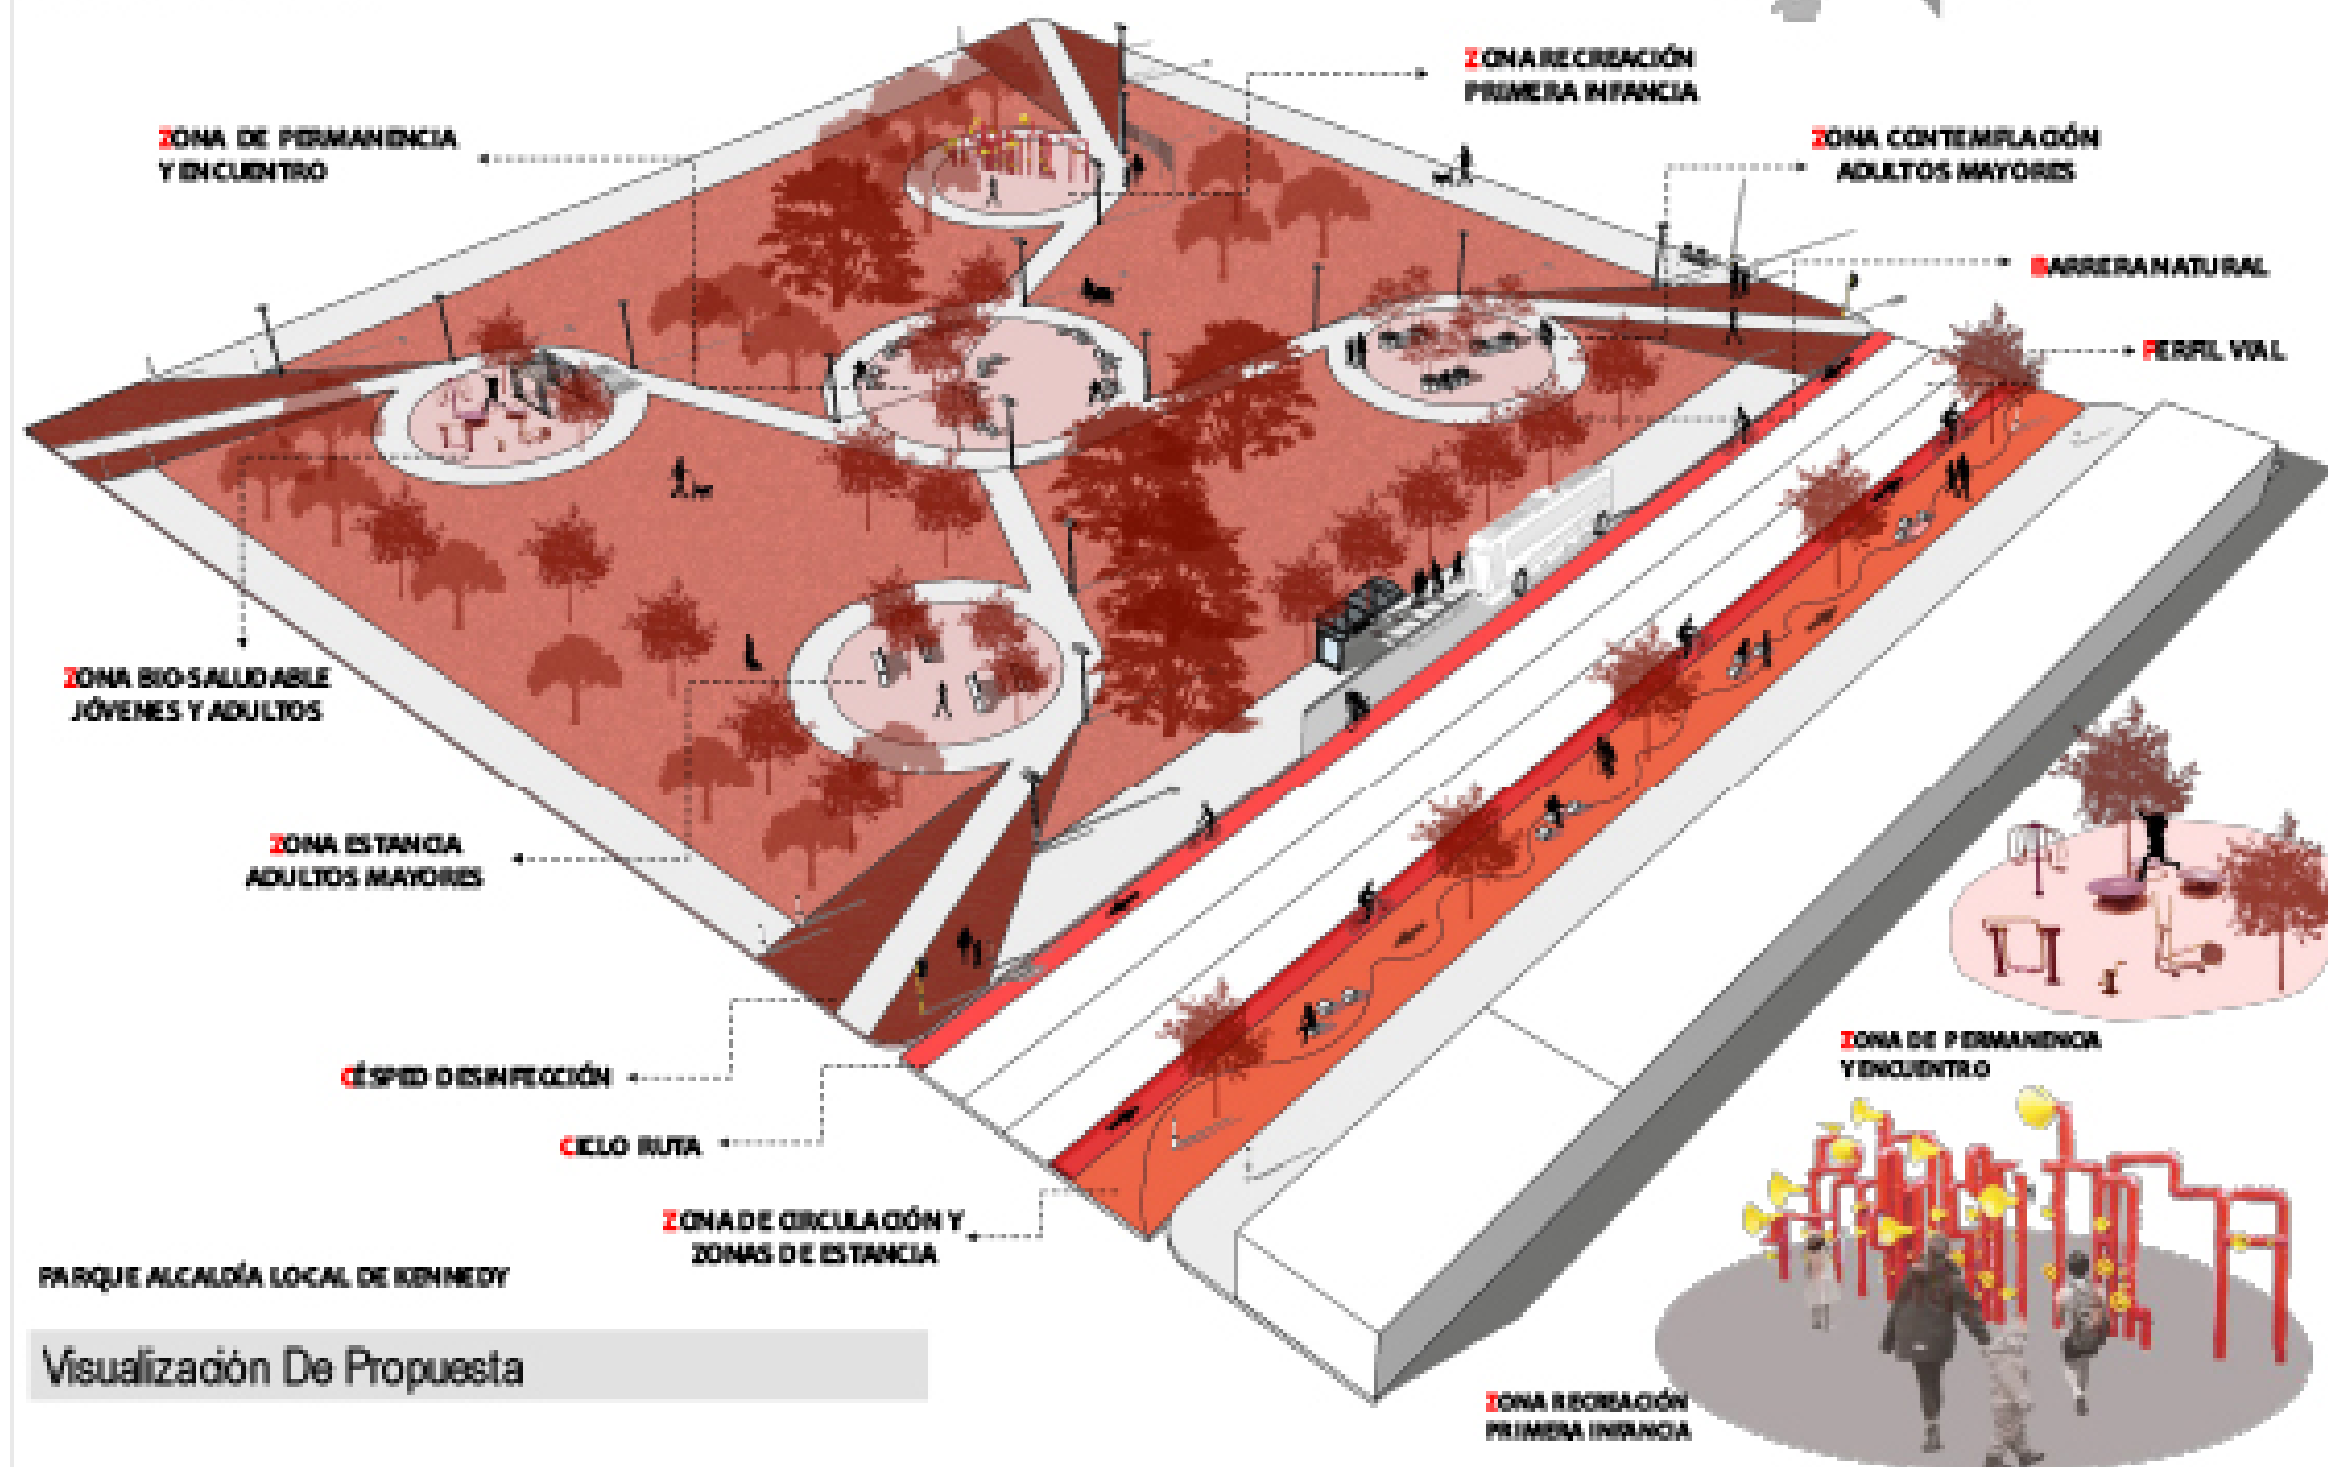 ZONA RECREACIÓN
PRIMERA INFANCIA
ZONA DE PERMANENCIA
Y ENCUENTRO
ZONA CONTEMPLACIÓN
ADULTOS MAYORES
BARRERA NATURAL
PERFIL VIAL
ZONA BIO-SALUDABLE
JÓVENES Y ADULTOS
ZONA ESTANCIA
ADULTOS MAYORES
CÉSPED DESINFECCIÓN
CICLO RUTA
ZONA DE CIRCULACIÓN Y
ZONAS DE ESTANCIA
ZONA DE PERMANENCIA
Y ENCUENTRO
PARQUE ALCALDÍA LOCAL DE KENNEDY
Visualización De Propuesta
ZONA RECREACIÓN
PRIMERA INFANCIA